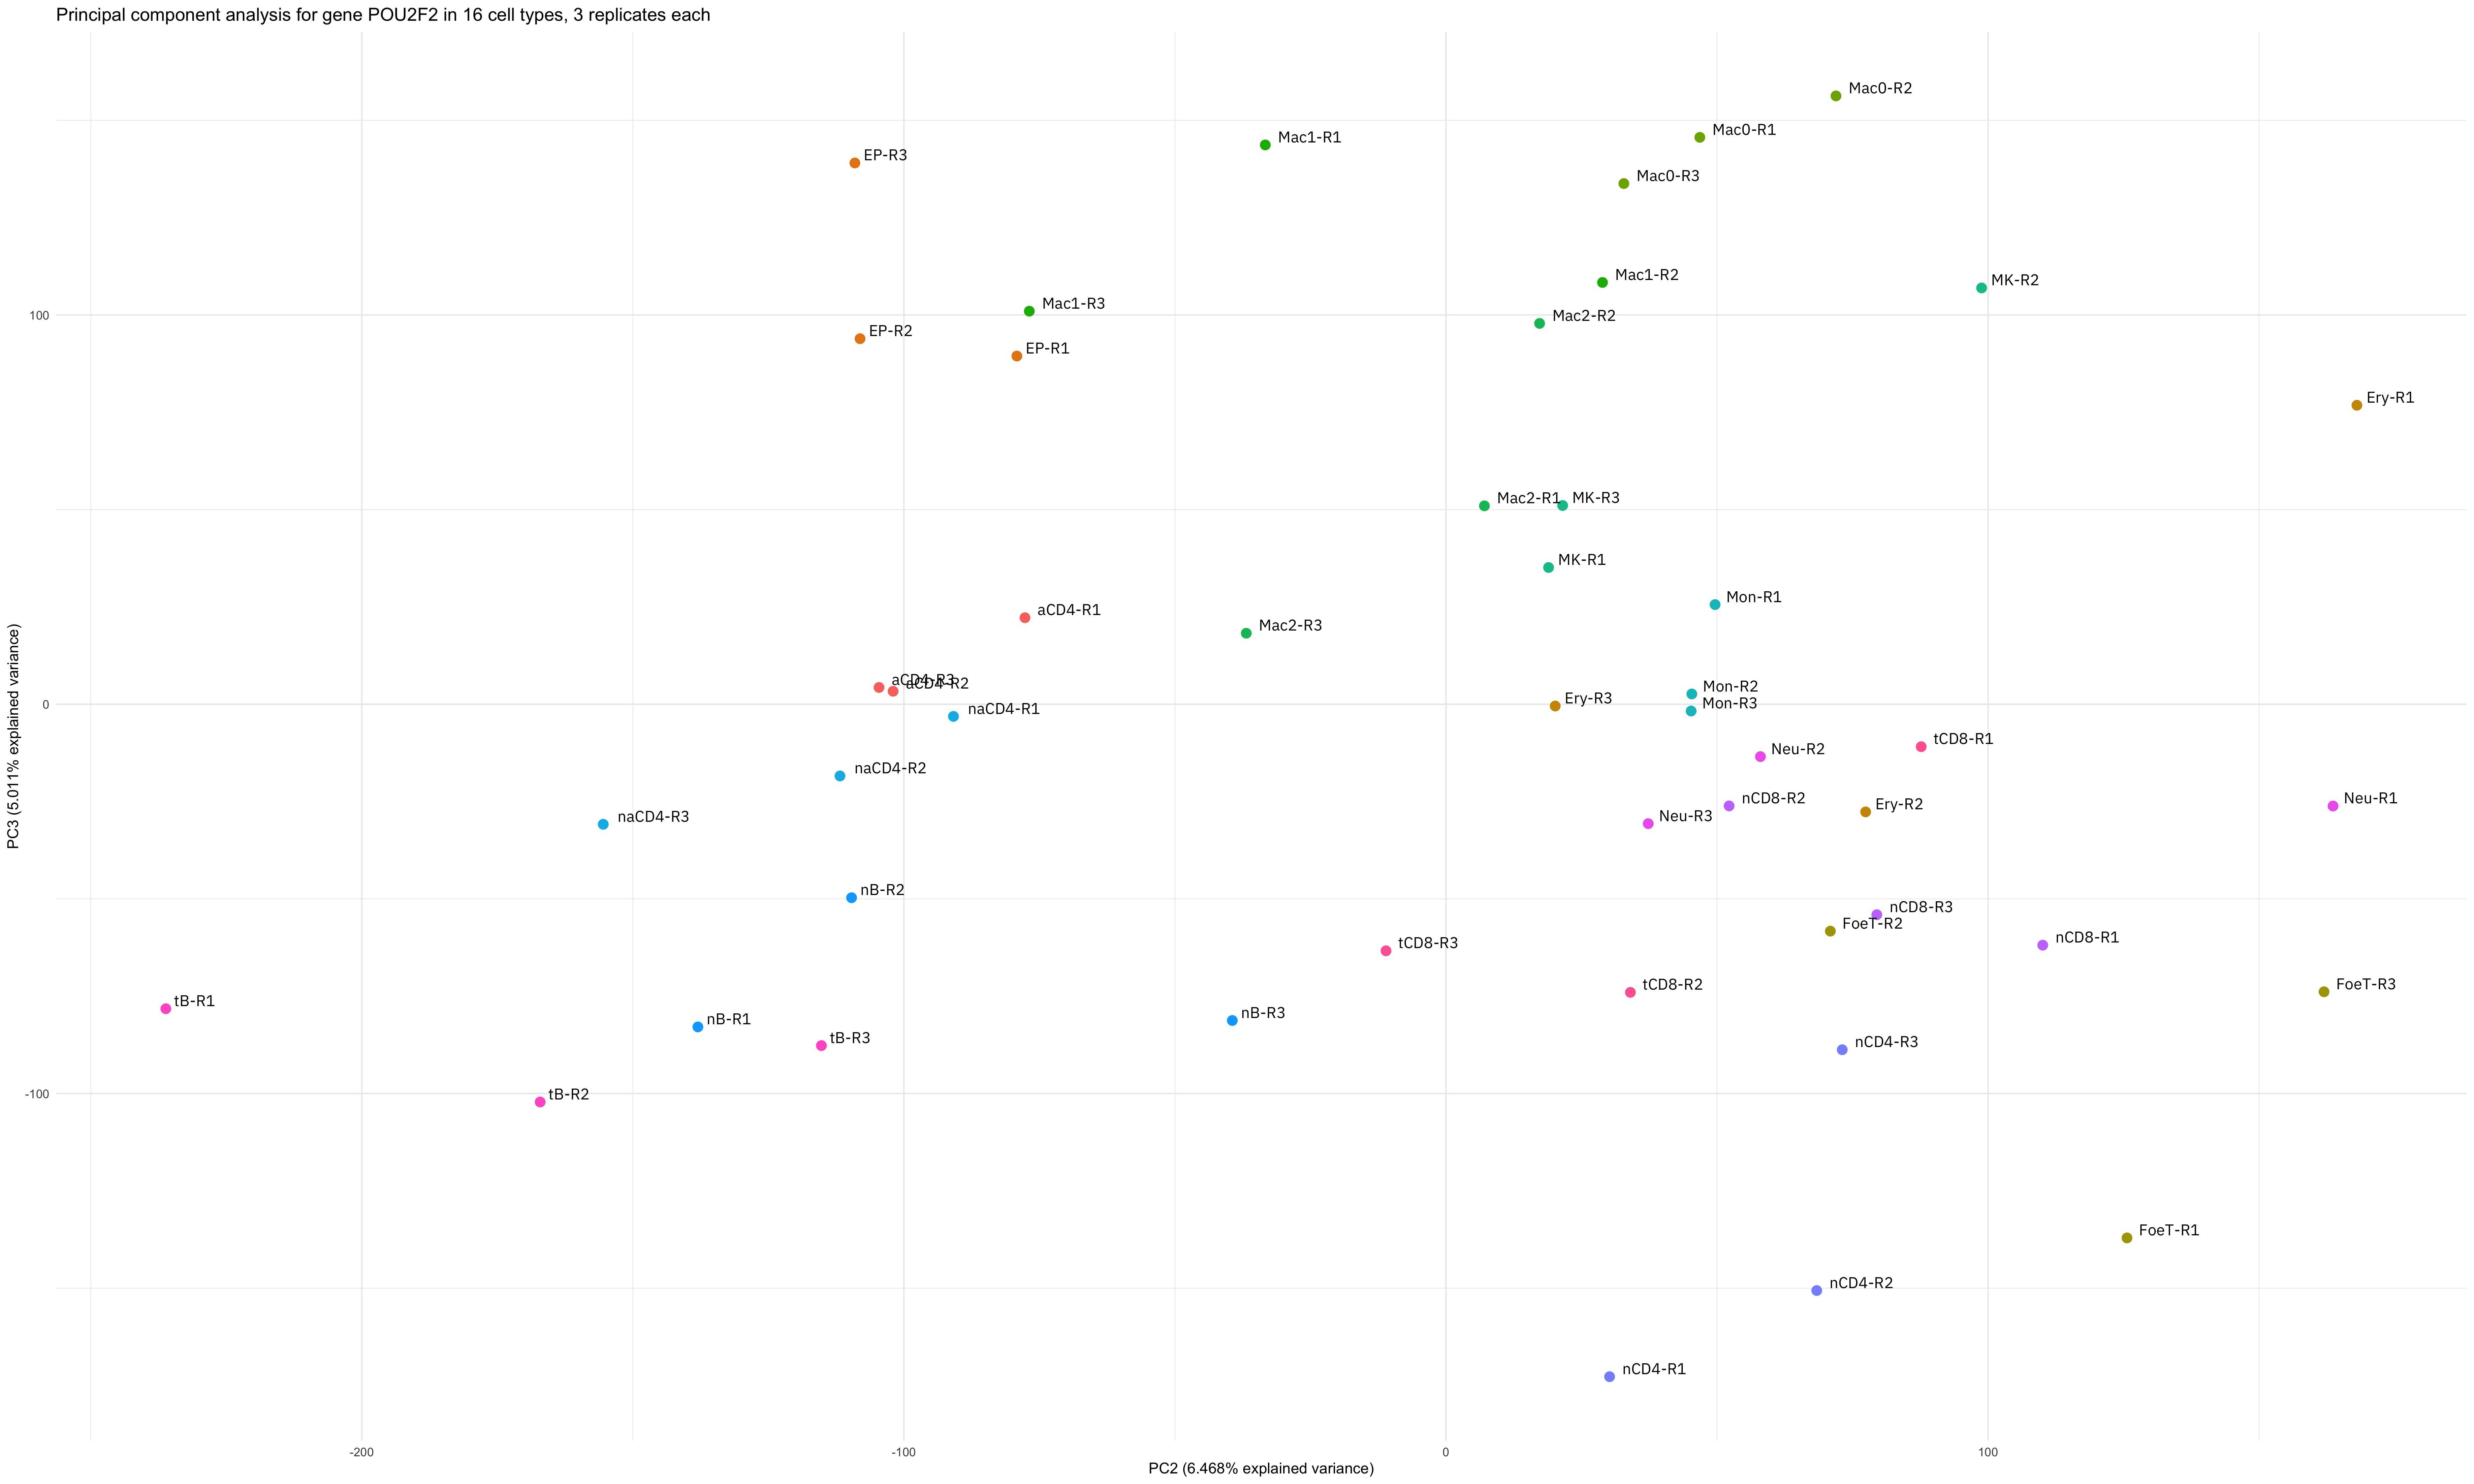 Principal component analysis for gene POU2F2 in 16 cell types, 3 replicates each
Mac0-R2
Mac0-R1
Mac1-R1
EP-R3
Mac0-R3
Mac1-R2
MK-R2
Mac1-R3
100
Mac2-R2
EP-R2
EP-R1
Ery-R1
Mac2-R1
MK-R3
MK-R1
Mon-R1
aCD4-R1
Mac2-R3
aCD4-R3
aCD4-R2
Mon-R2
Ery-R3
0
Mon-R3
naCD4-R1
tCD8-R1
Neu-R2
naCD4-R2
nCD8-R2
Neu-R1
Ery-R2
Neu-R3
naCD4-R3
PC3 (5.011% explained variance)
nB-R2
nCD8-R3
FoeT-R2
nCD8-R1
tCD8-R3
tCD8-R2
FoeT-R3
tB-R1
nB-R1
nB-R3
tB-R3
nCD4-R3
-100
tB-R2
FoeT-R1
nCD4-R2
nCD4-R1
-200
-100
0
100
PC2 (6.468% explained variance)